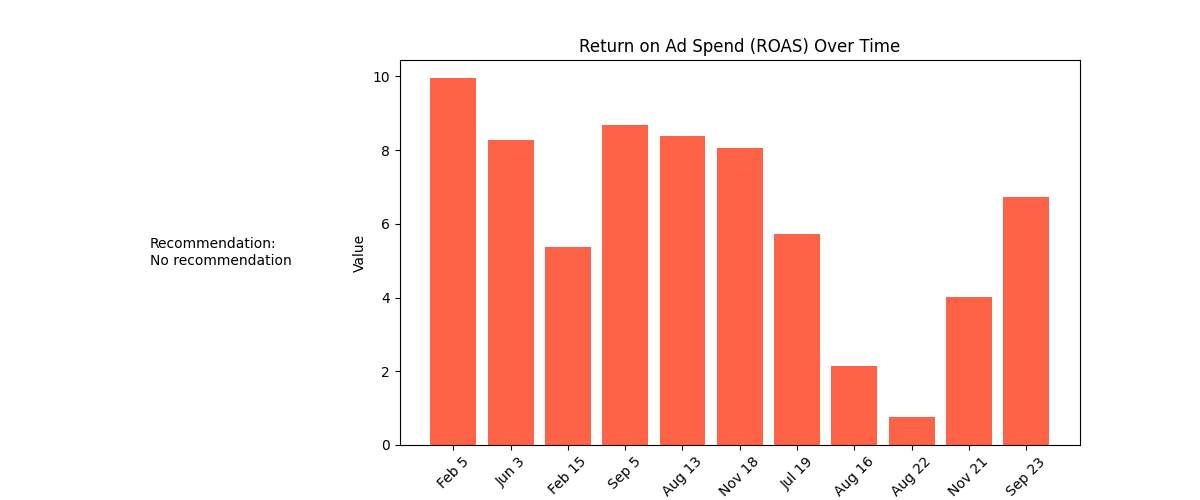 Return on Ad Spend (ROAS) Over Time
Recommendation:
No recommendation
Value
10
8
6
4
2
0
Feb 5
Jun 3
Feb 15
Sep 5
Aug 13
Nov 18
Jul 19
Aug 16
Aug 22
Nov 21
Sep 23